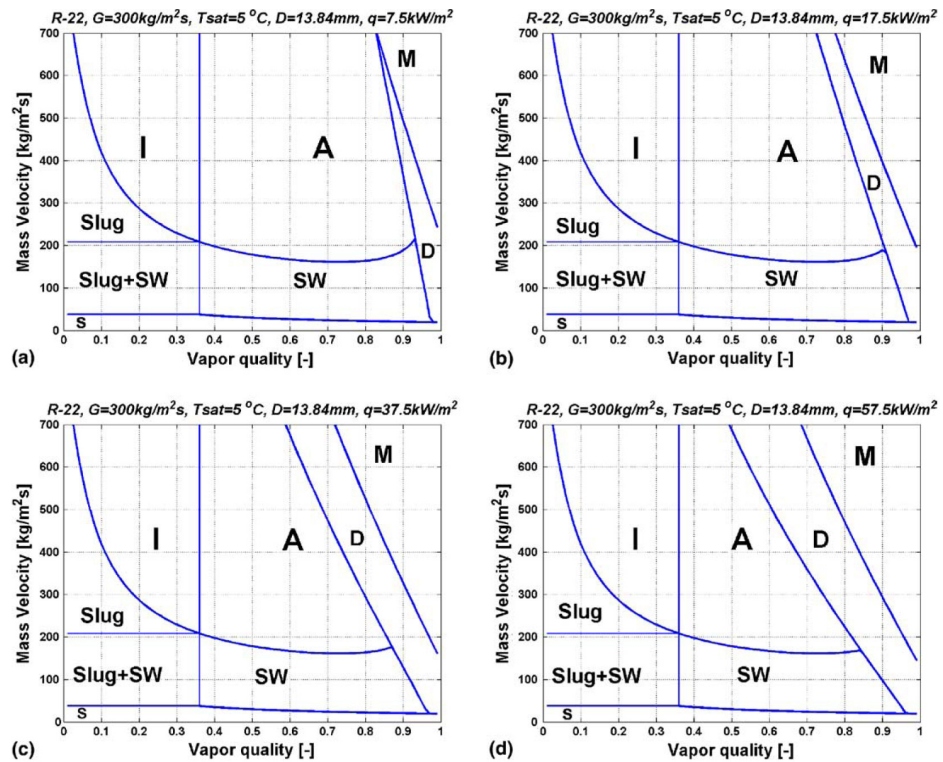 R-22, G=300kg/m²s, Tsat=5 °C, D=13.84mm, q=7.5kW/m²
Mass Velocity [kg/m²s]
700
600
500
400
300
200
100
0
M
I
A
Slug
D
Slug+SW
SW
S
0 0.1 0.2 0.3 0.4 0.5 0.6 0.7 0.8 0.9 1
(a)
Vapor quality [-]
R-22, G=300kg/m²s, Tsat=5 °C, D=13.84mm, q=17.5kW/m²
Mass Velocity [kg/m²s]
700
600
500
400
300
200
100
0
M
I
A
D
Slug
Slug+SW
SW
S
0 0.1 0.2 0.3 0.4 0.5 0.6 0.7 0.8 0.9 1
(b)
Vapor quality [-]
R-22, G=300kg/m²s, Tsat=5 °C, D=13.84mm, q=37.5kW/m²
Mass Velocity [kg/m²s]
700
600
500
400
300
200
100
0
M
I
A
D
Slug
Slug+SW
SW
S
0 0.1 0.2 0.3 0.4 0.5 0.6 0.7 0.8 0.9 1
(c)
Vapor quality [-]
R-22, G=300kg/m²s, Tsat=5 °C, D=13.84mm, q=57.5kW/m²
Mass Velocity [kg/m²s]
700
600
500
400
300
200
100
0
M
I
A
D
Slug
Slug+SW
SW
S
0 0.1 0.2 0.3 0.4 0.5 0.6 0.7 0.8 0.9 1
(d)
Vapor quality [-]